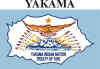 YAKAMA
YAKAMA INDIAN NATION
TREATY OF 1855